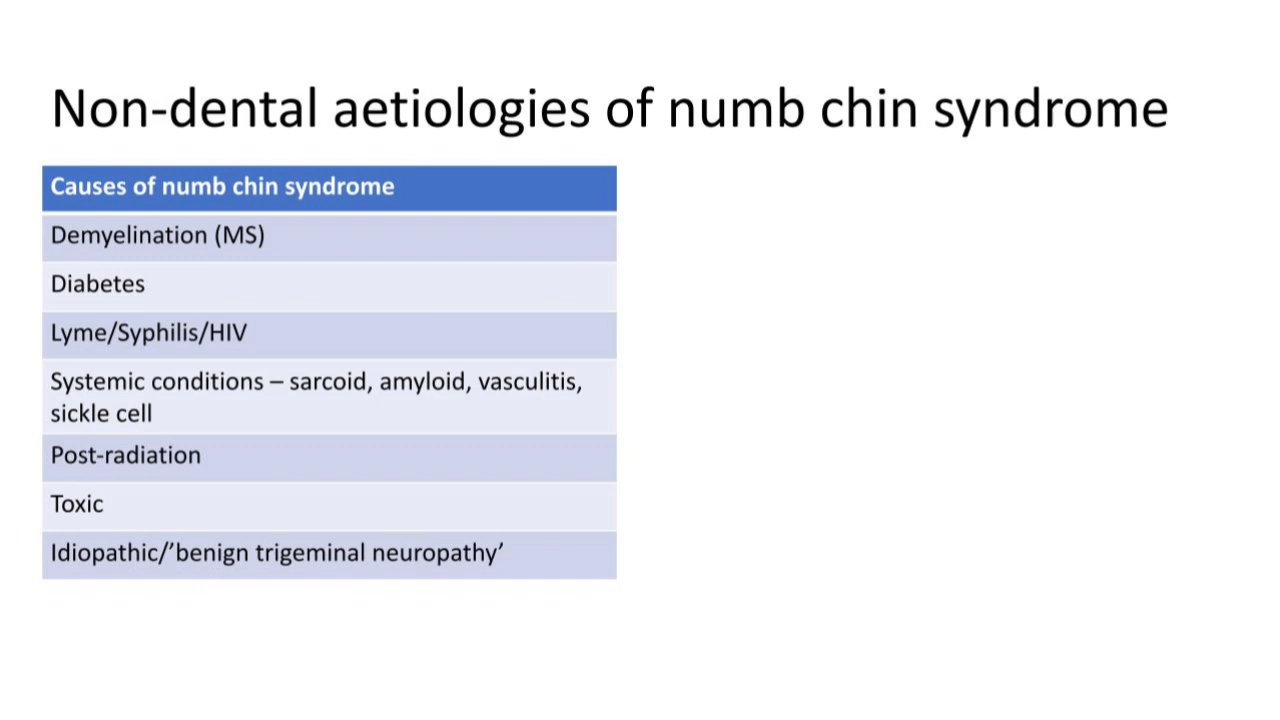 Non-dental aetiologies of numb chin syndrome
Causes of numb chin syndrome
Demyelination (MS)
Diabetes
Lyme/Syphilis/HIV
Systemic conditions – sarcoid, amyloid, vasculitis,
sickle cell
Post-radiation
Toxic
Idiopathic/’benign trigeminal neuropathy’